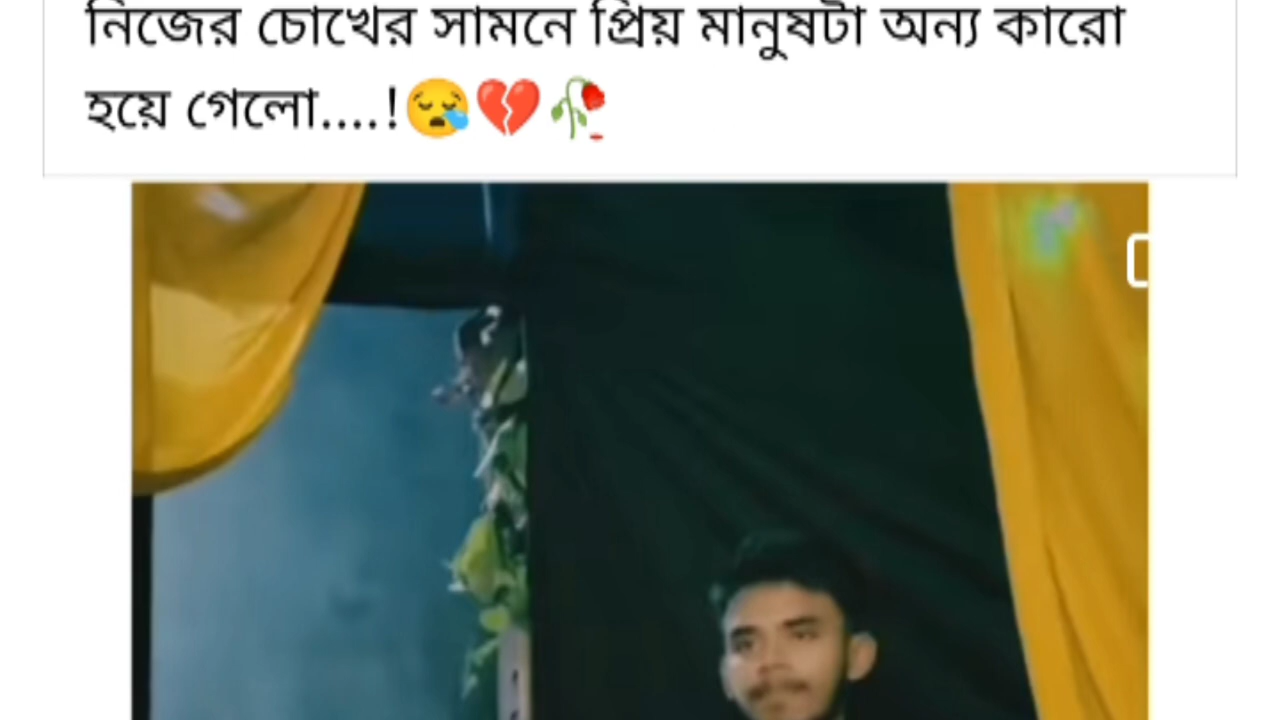 নিজের চোখের সামনে প্রিয় মানুষটা অন্য কারো
হয়ে গেলো....!😪💔🥀